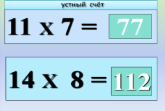 устный счёт
11 x 7 = 77
14 x 8 = 112